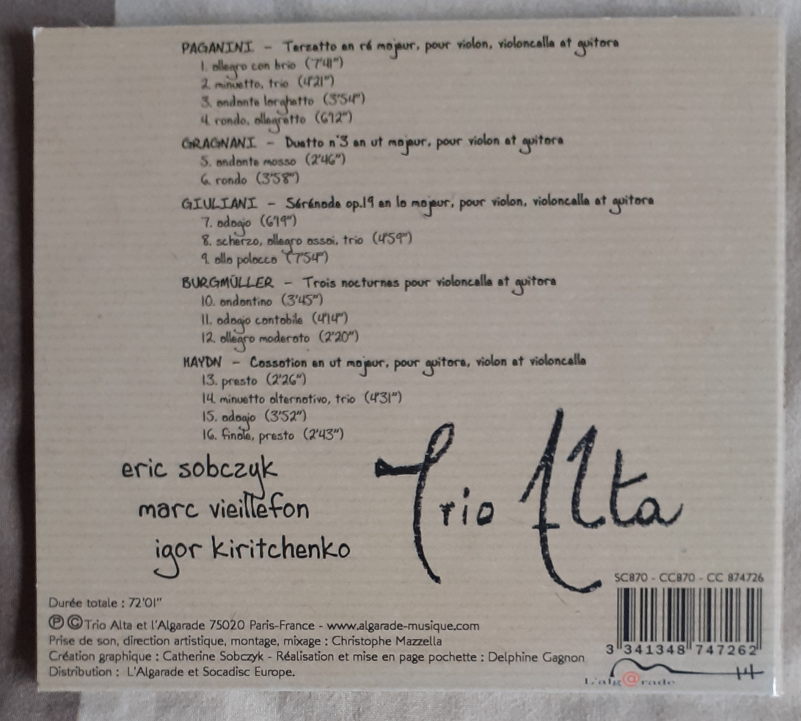 PAGANINI - Terzetto en ré majeur, pour violon, violoncelle et guitare
1. allegro con brio (7'41")
2. minuetto, trio (4'21")
3. andante larghetto (3'54")
4. rondo, allegretto (6'12")
GRAGNANI - Duetto n°3 en ut majeur, pour violon et guitare
5. andante mosso (2'46")
6. rondo (3'58")
GIULIANI - Sérénade op.19 en la majeur, pour violon, violoncelle et guitare
7. adagio (6'19")
8. scherzo, allegro assai, trio (4'59")
9. alla polacca (7'54")
BURGMÜLLER - Trois nocturnes pour violoncelle et guitare
10. andantino (3'45")
11. adagio cantabile (4'14")
12. allegro moderato (2'20")
HAYDN - Cassation en ut majeur, pour guitare, violon et violoncelle
13. presto (2'26")
14. minuetto alternativo, trio (4'31")
15. adagio (3'52")
16. finale, presto (2'43")
eric sobczyk
marc vieillefon
igor kiritchenko
Trio Alta
SC870 - CC870 - CC 874726
Durée totale : 72'01"
℗ © Trio Alta et l'Algarade 75020 Paris-France - www.algarade-musique.com
Prise de son, direction artistique, montage, mixage : Christophe Mazzella
Création graphique : Catherine Sobczyk - Réalisation et mise en page pochette : Delphine Gagnon
Distribution : L'Algarade et Socadisc Europe.
3 341348 747262
L'alg@rade